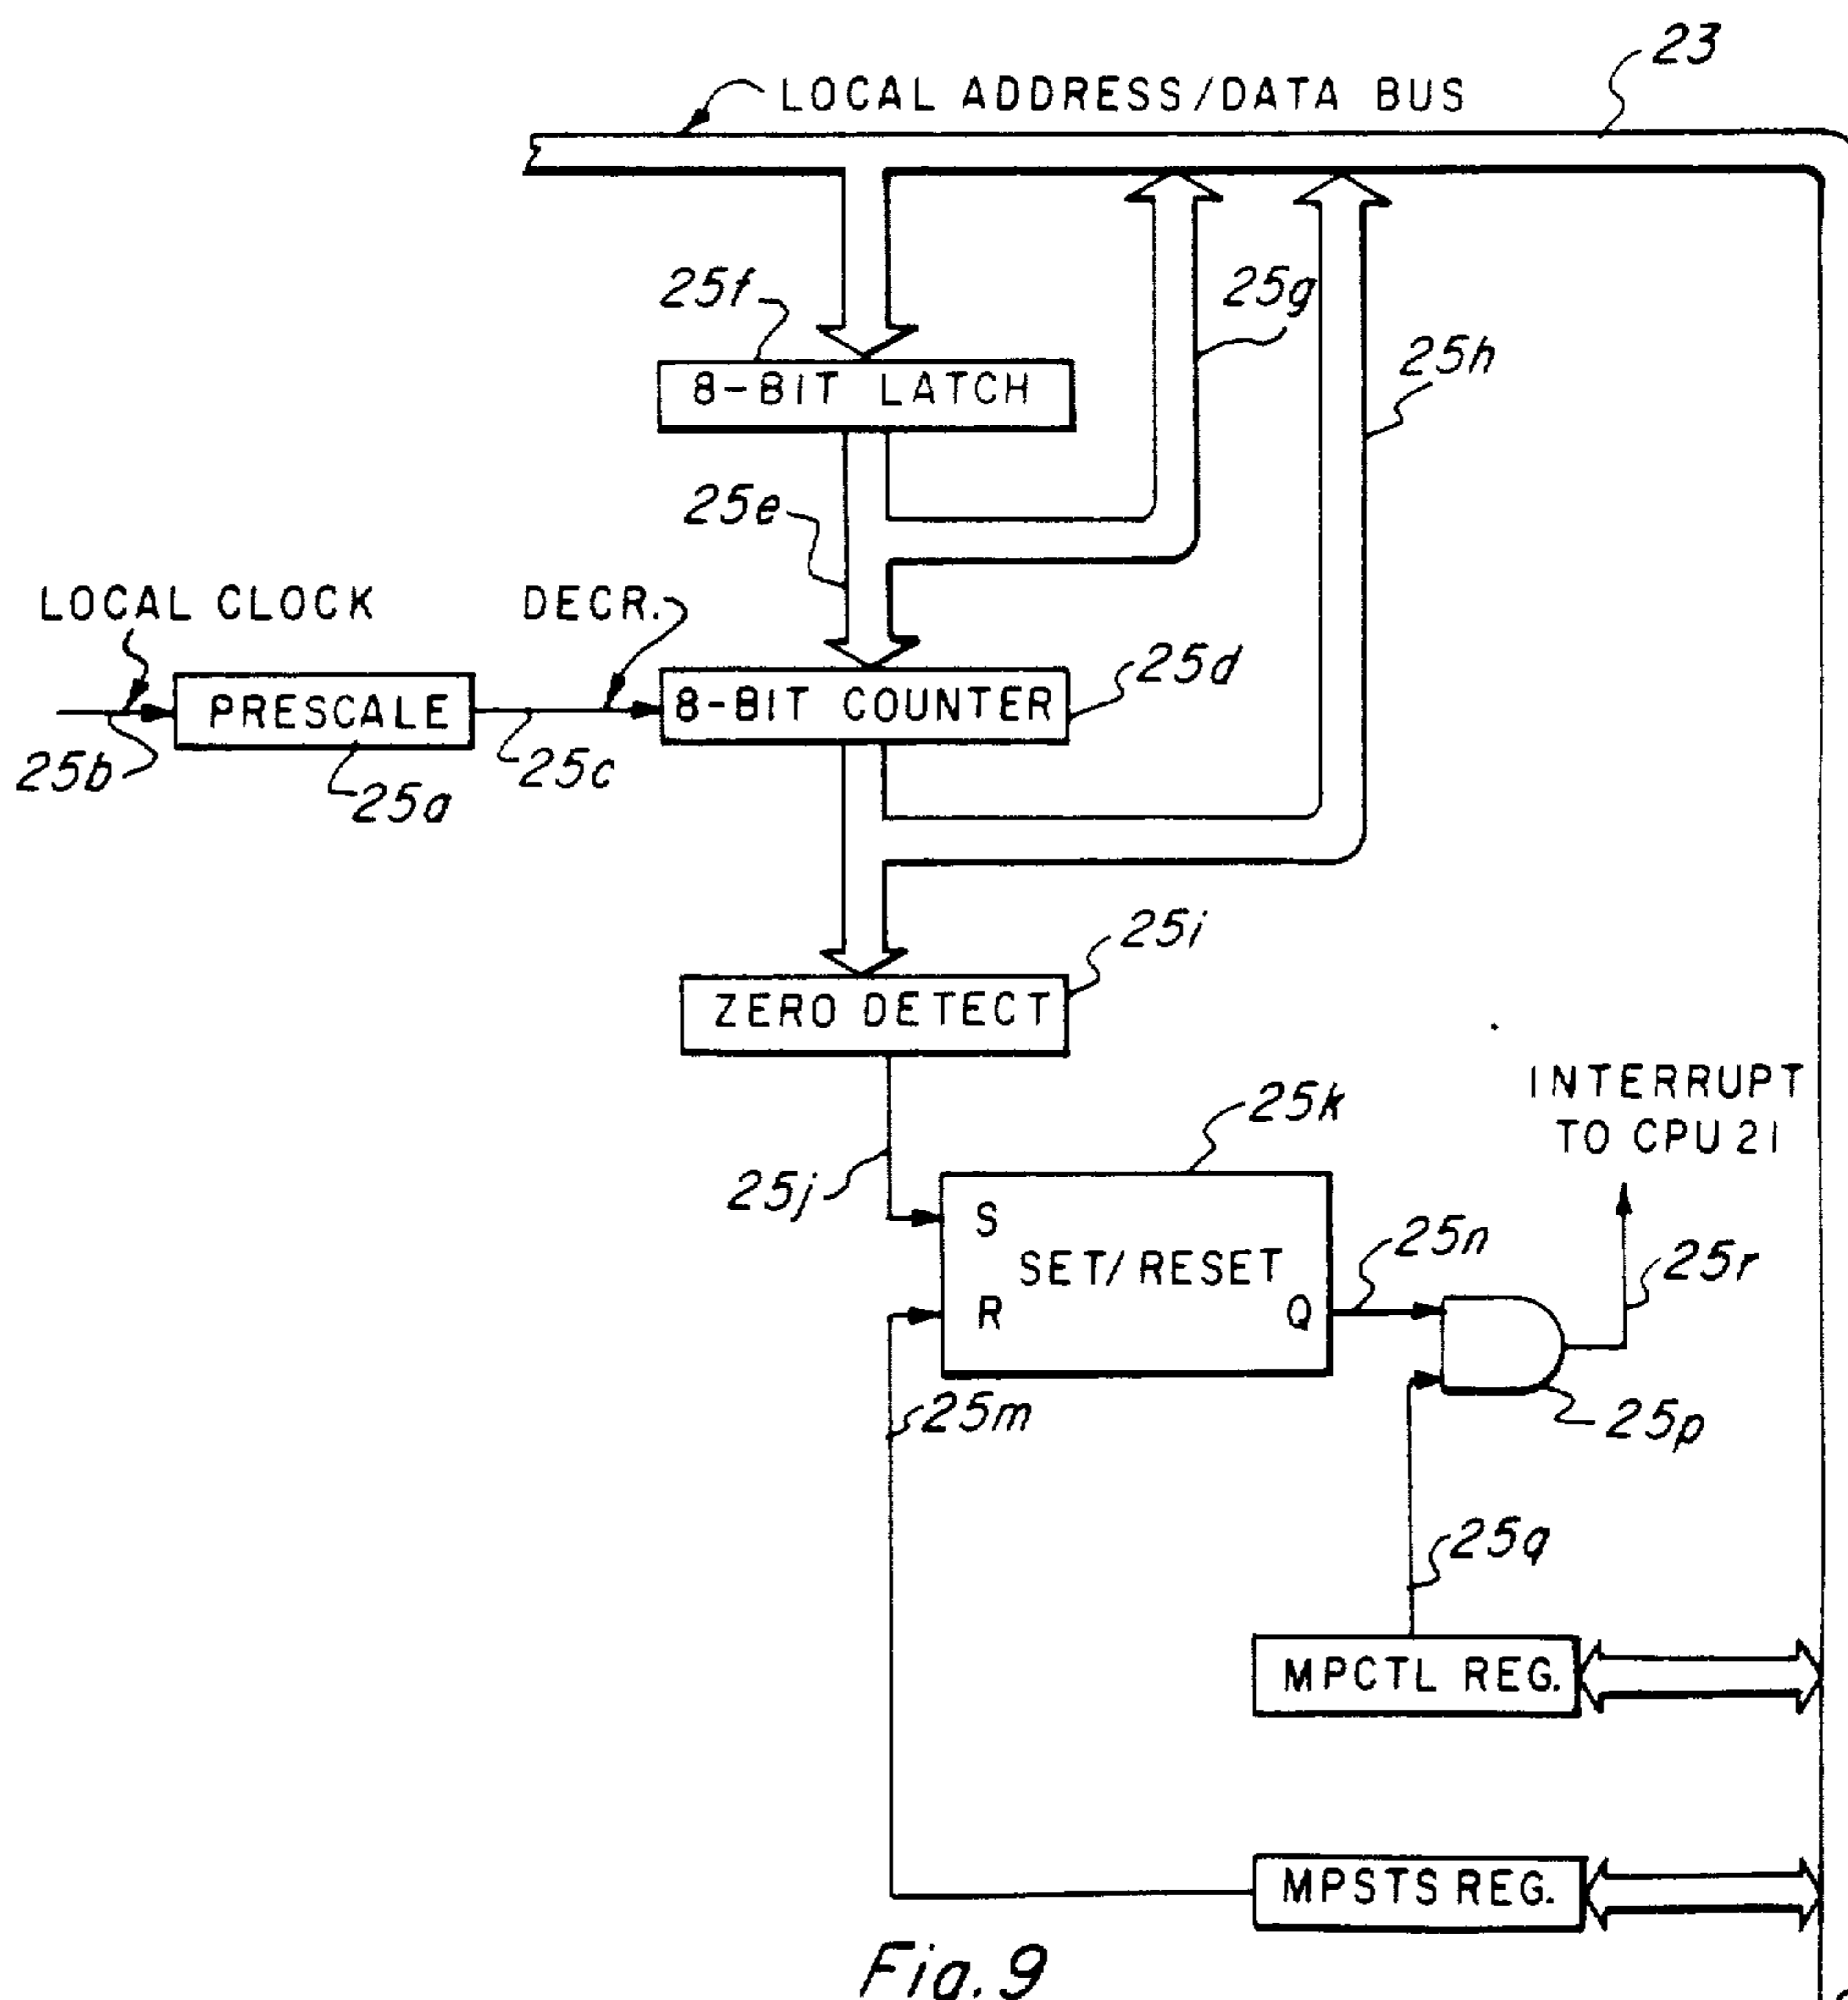 23
LOCAL ADDRESS/DATA BUS
25f
25g
25h
8-BIT LATCH
25e
LOCAL CLOCK
DECR.
25d
PRESCALE
8-BIT COUNTER
25b
25a
25c
25i
ZERO DETECT
INTERRUPT
TO CPU 21
25k
25j
S
SET/RESET
R
Q
25n
25r
25m
25p
25q
MPCTL REG.
MPSTS REG.
Fig. 9